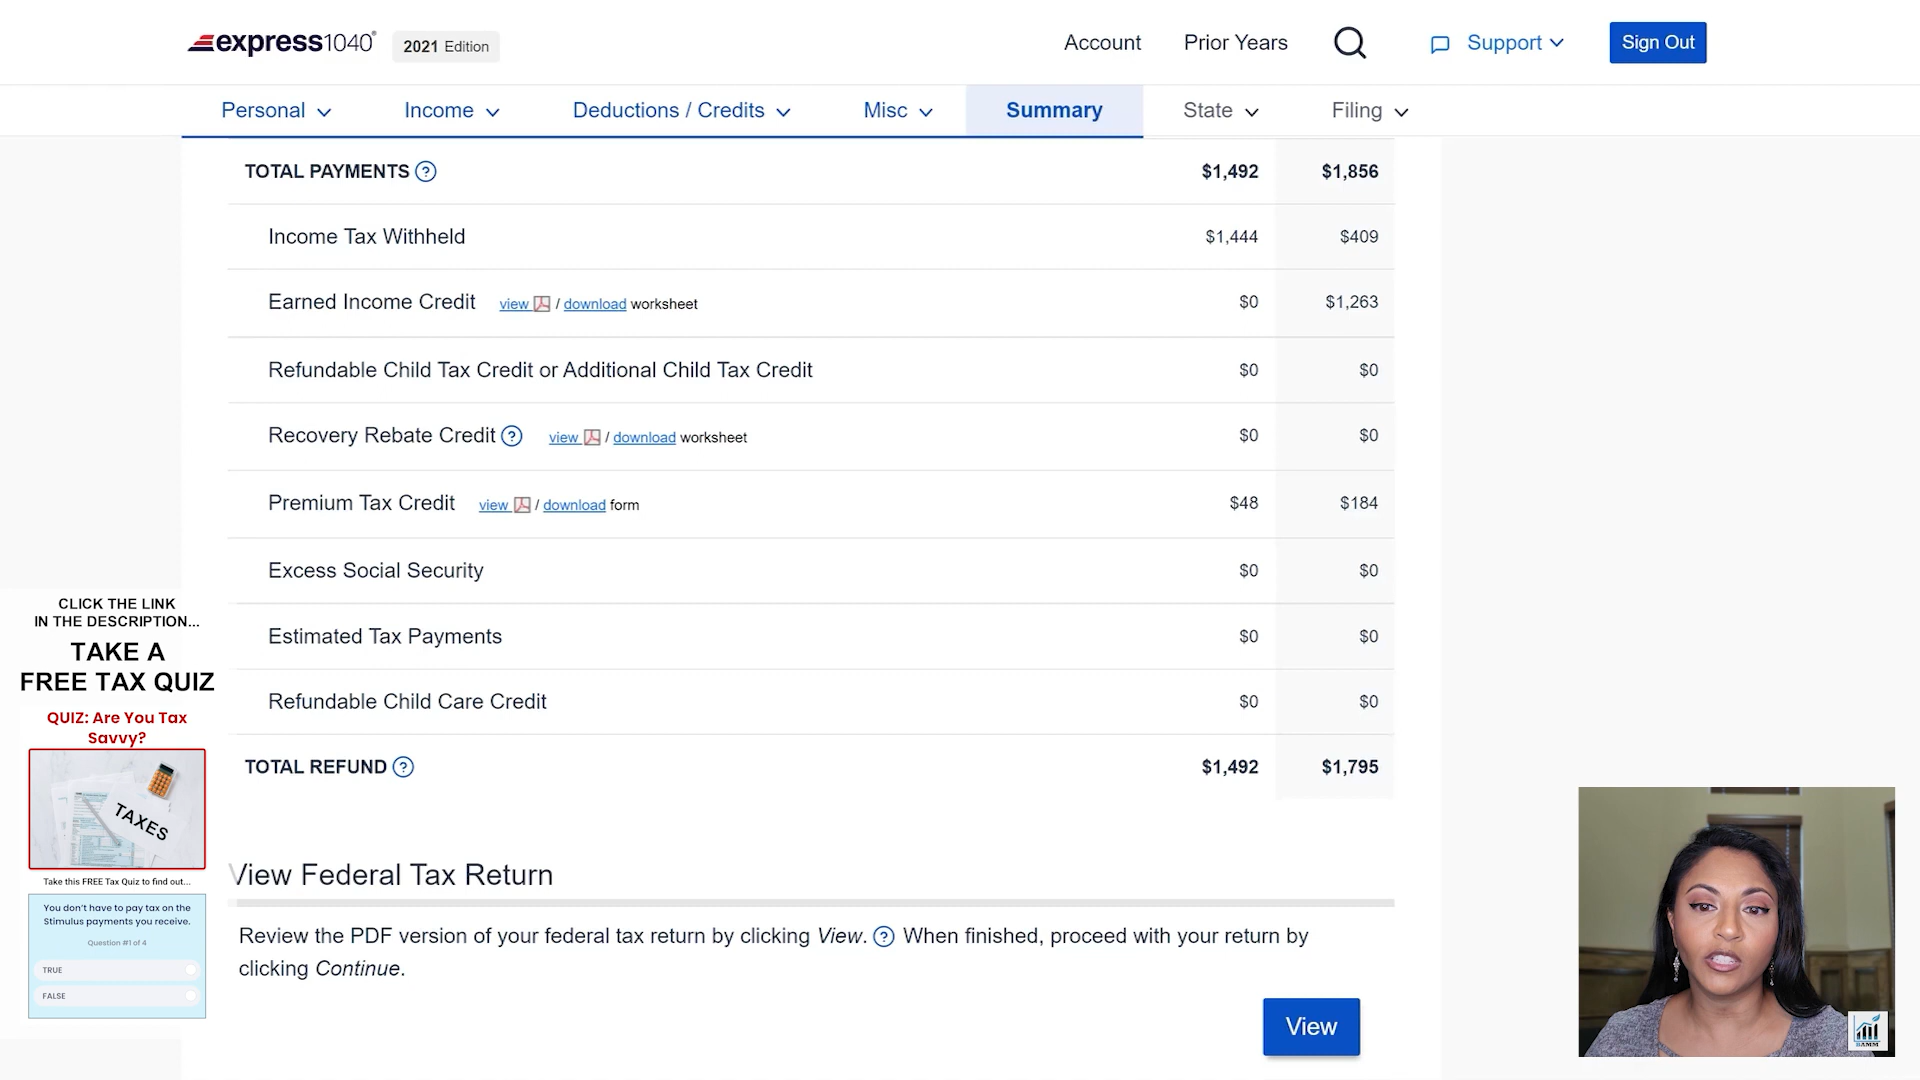 express1040® 2021 Edition Account Prior Years Support Sign Out
Personal Income Deductions / Credits Misc Summary State Filing
TOTAL PAYMENTS ? $1,492 $1,856
Income Tax Withheld $1,444 $409
Earned Income Credit view / download worksheet $0 $1,263
Refundable Child Tax Credit or Additional Child Tax Credit $0 $0
Recovery Rebate Credit ? view / download worksheet $0 $0
Premium Tax Credit view / download form $48 $184
Excess Social Security $0 $0
Estimated Tax Payments $0 $0
Refundable Child Care Credit $0 $0
TOTAL REFUND ? $1,492 $1,795
View Federal Tax Return
Review the PDF version of your federal tax return by clicking View. ? When finished, proceed with your return by
clicking Continue.
View
CLICK THE LINK
IN THE DESCRIPTION...
TAKE A
FREE TAX QUIZ
QUIZ: Are You Tax
Savvy?
TAXES
Take this FREE Tax Quiz to find out...
You don't have to pay tax on the
Stimulus payments you receive.
Question #1 of 4
TRUE
FALSE